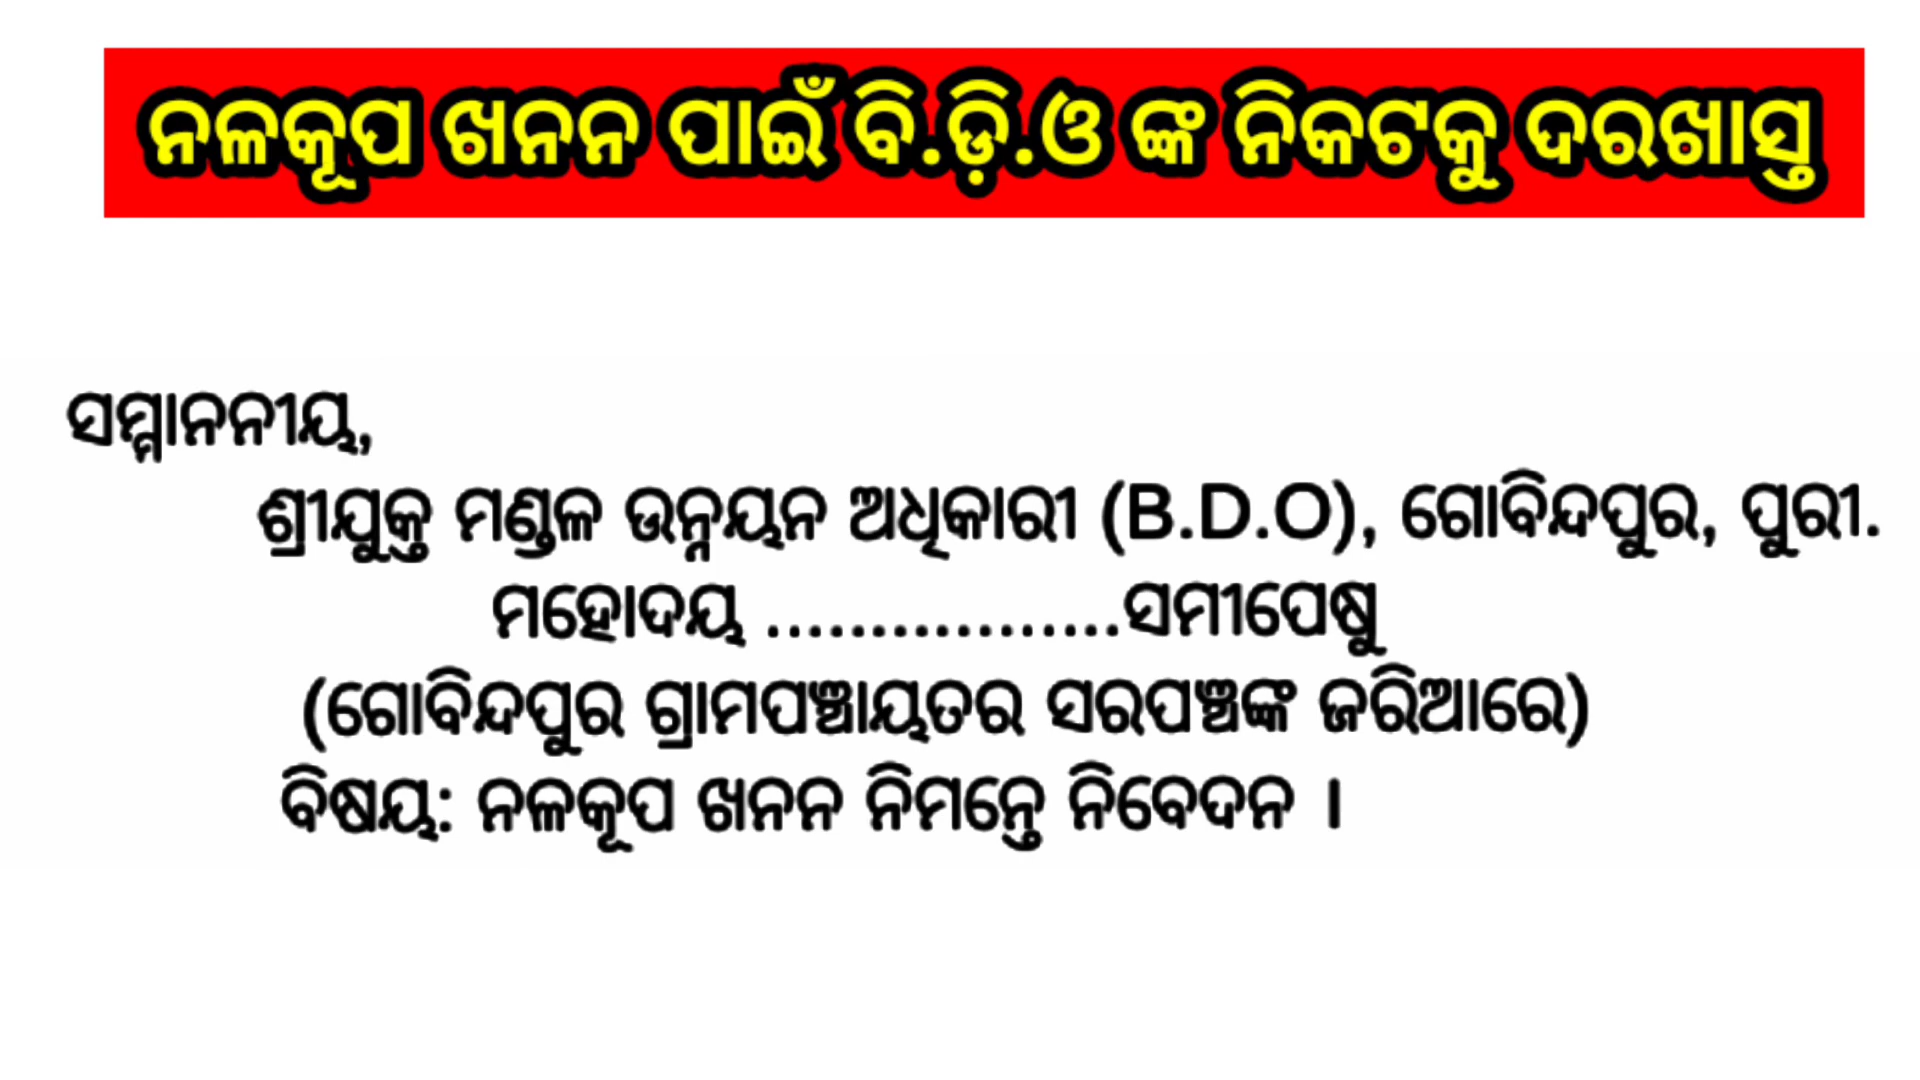 ନଳକୂପ ଖନନ ପାଇଁ ବି.ଡ଼ି.ଓ ଙ୍କ ନିକଟକୁ ଦରଖାସ୍ତ
ସମ୍ମାନନୀୟ,
ଶ୍ରୀଯୁକ୍ତ ମଣ୍ଡଳ ଉନ୍ନୟନ ଅଧିକାରୀ (B.D.O), ଗୋବିନ୍ଦପୁର, ପୁରୀ.
ମହୋଦୟ .................ସମୀପେଷୁ
(ଗୋବିନ୍ଦପୁର ଗ୍ରାମପଞ୍ଚାୟତର ସରପଞ୍ଚଙ୍କ ଜରିଆରେ)
ବିଷୟ: ନଳକୂପ ଖନନ ନିମନ୍ତେ ନିବେଦନ ।